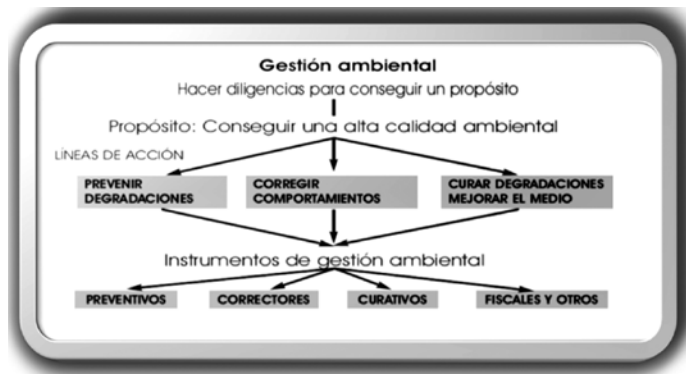 Gestión ambiental
Hacer diligencias para conseguir un propósito
Propósito: Conseguir una alta calidad ambiental
LÍNEAS DE ACCIÓN
PREVENIR
DEGRADACIONES
CORREGIR
COMPORTAMIENTOS
CURAR DEGRADACIONES
MEJORAR EL MEDIO
Instrumentos de gestión ambiental
PREVENTIVOS
CORRECTORES
CURATIVOS
FISCALES Y OTROS